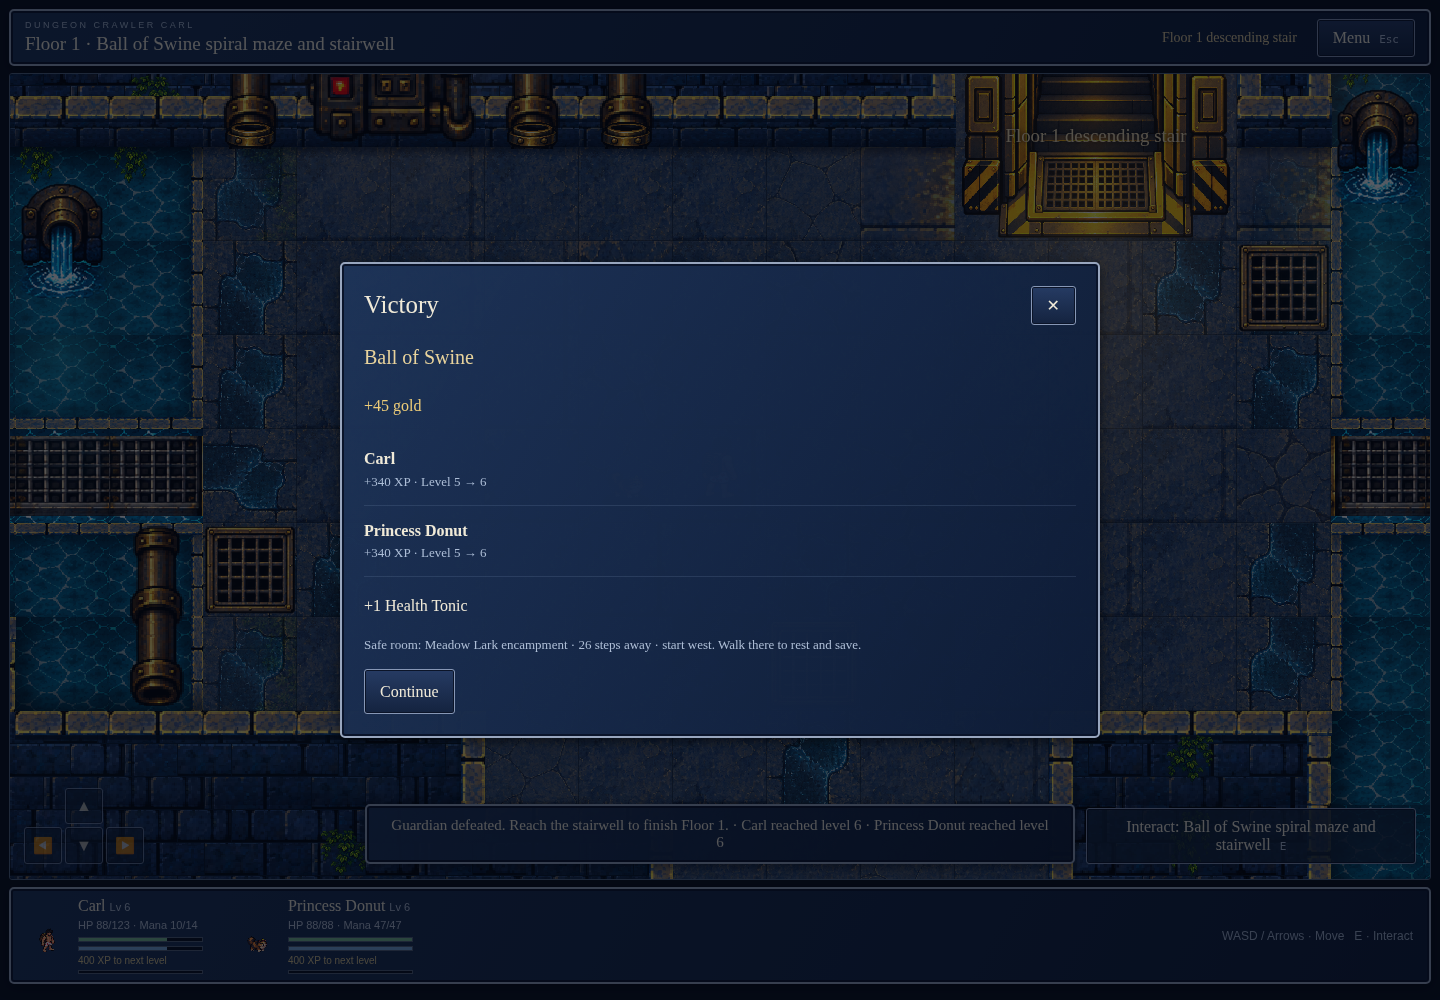 DUNGEON CRAWLER CARL
Floor 1 · Ball of Swine spiral maze and stairwell
Floor 1 descending stair
Menu Esc
Floor 1 descending stair
Victory
✕
Ball of Swine
+45 gold
Carl
+340 XP · Level 5 → 6
Princess Donut
+340 XP · Level 5 → 6
+1 Health Tonic
Safe room: Meadow Lark encampment · 26 steps away · start west. Walk there to rest and save.
Continue
Guardian defeated. Reach the stairwell to finish Floor 1. · Carl reached level 6 · Princess Donut reached level
6
Interact: Ball of Swine spiral maze and
stairwell E
Carl Lv 6
HP 88/123 · Mana 10/14
400 XP to next level
Princess Donut Lv 6
HP 88/88 · Mana 47/47
400 XP to next level
WASD / Arrows · Move E · Interact